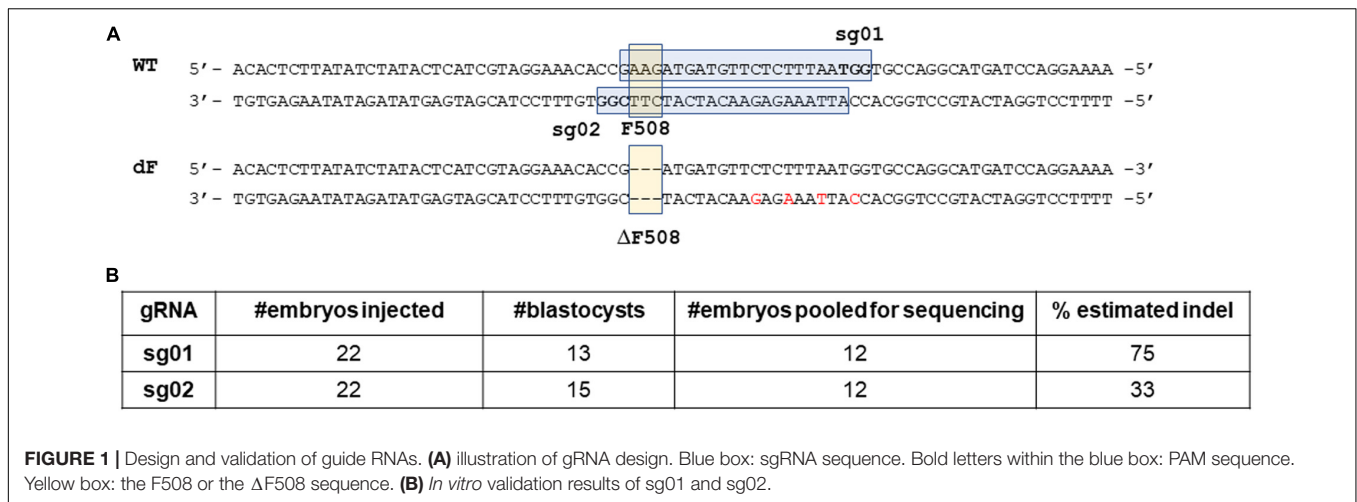 A
sg01
WT 5’- ACACTCTTATATCTATACTCATCGTAGGAAACACCGAAGATGATGTTCTCTTTAATGGTGCCAGGCATGATCCAGGAAAA -5’
3’- TGTGAGAATATAGATATGAGTAGCATCCTTTGTGGCTTCTACTACAAGAGAAATTACCACGGTCCGTACTAGGTCCTTTT -5’
sg02 F508
dF 5’- ACACTCTTATATCTATACTCATCGTAGGAAACACCG---ATGATGTTCTCTTTAATGGTGCCAGGCATGATCCAGGAAAA -3’
3’- TGTGAGAATATAGATATGAGTAGCATCCTTTGTGGC---TACTACAAGAGAAATTACCACGGTCCGTACTAGGTCCTTTT -5’
ΔF508
B
gRNA #embryos injected #blastocysts #embryos pooled for sequencing % estimated indel
sg01 22 13 12 75
sg02 22 15 12 33
FIGURE 1 | Design and validation of guide RNAs. (A) illustration of gRNA design. Blue box: sgRNA sequence. Bold letters within the blue box: PAM sequence.
Yellow box: the F508 or the ΔF508 sequence. (B) In vitro validation results of sg01 and sg02.